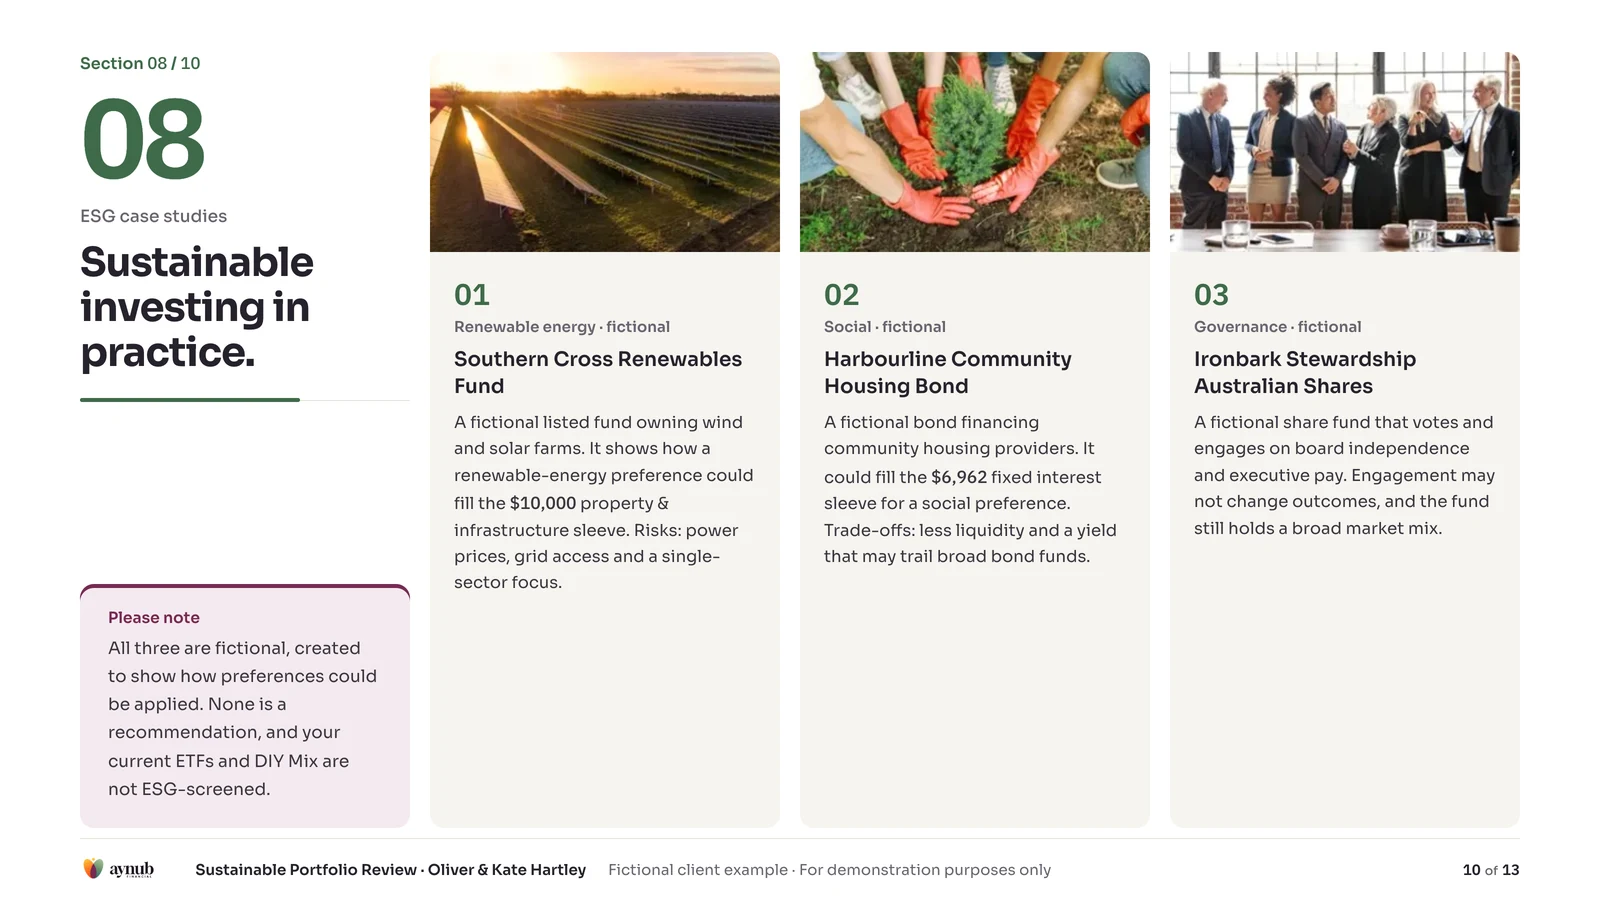 Section 08 / 10
08
ESG case studies
Sustainable
investing in
practice.
Please note
All three are fictional, created
to show how preferences could
be applied. None is a
recommendation, and your
current ETFs and DIY Mix are
not ESG-screened.
01
Renewable energy · fictional
Southern Cross Renewables
Fund
A fictional listed fund owning wind
and solar farms. It shows how a
renewable-energy preference could
fill the $10,000 property &
infrastructure sleeve. Risks: power
prices, grid access and a single-
sector focus.
02
Social · fictional
Harbourline Community
Housing Bond
A fictional bond financing
community housing providers. It
could fill the $6,962 fixed interest
sleeve for a social preference.
Trade-offs: less liquidity and a yield
that may trail broad bond funds.
03
Governance · fictional
Ironbark Stewardship
Australian Shares
A fictional share fund that votes and
engages on board independence
and executive pay. Engagement may
not change outcomes, and the fund
still holds a broad market mix.
aynub
FINANCIAL
Sustainable Portfolio Review · Oliver & Kate Hartley
Fictional client example · For demonstration purposes only
10 of 13